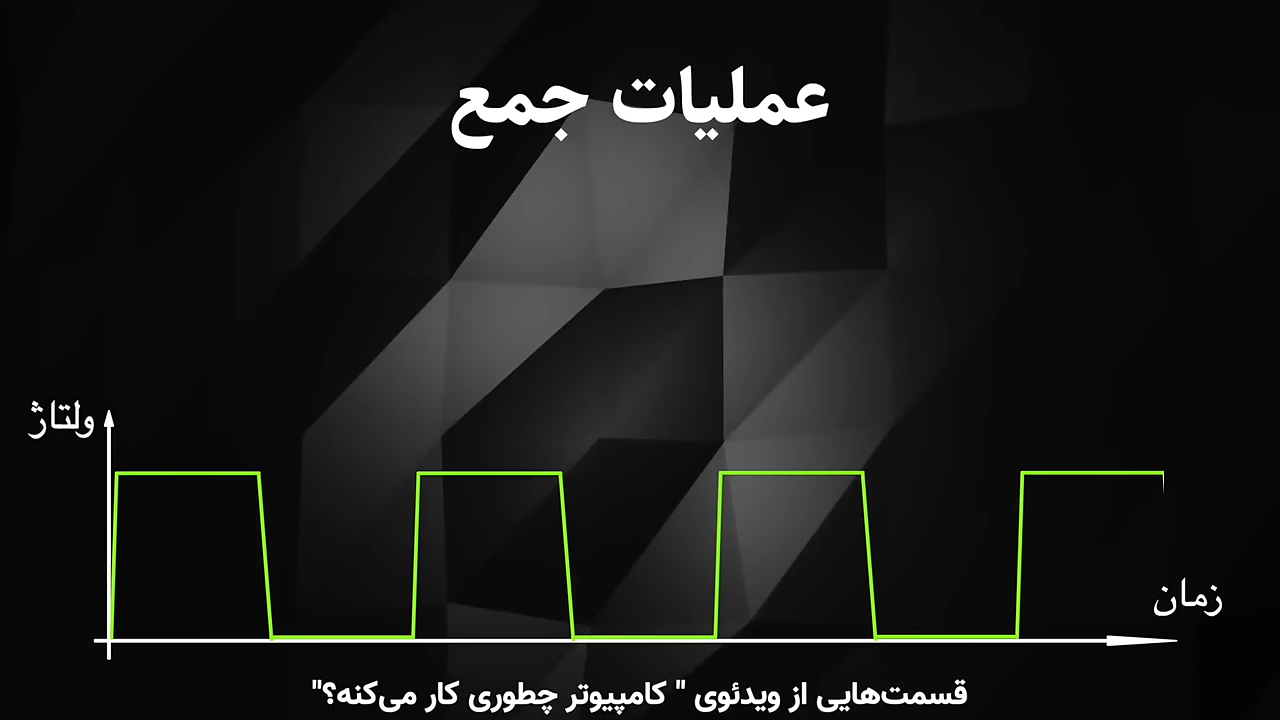 عملیات جمع
ولتاژ
زمان
قسمت‌هایی از ویدئوی " کامپیوتر چطوری کار می‌کنه؟"